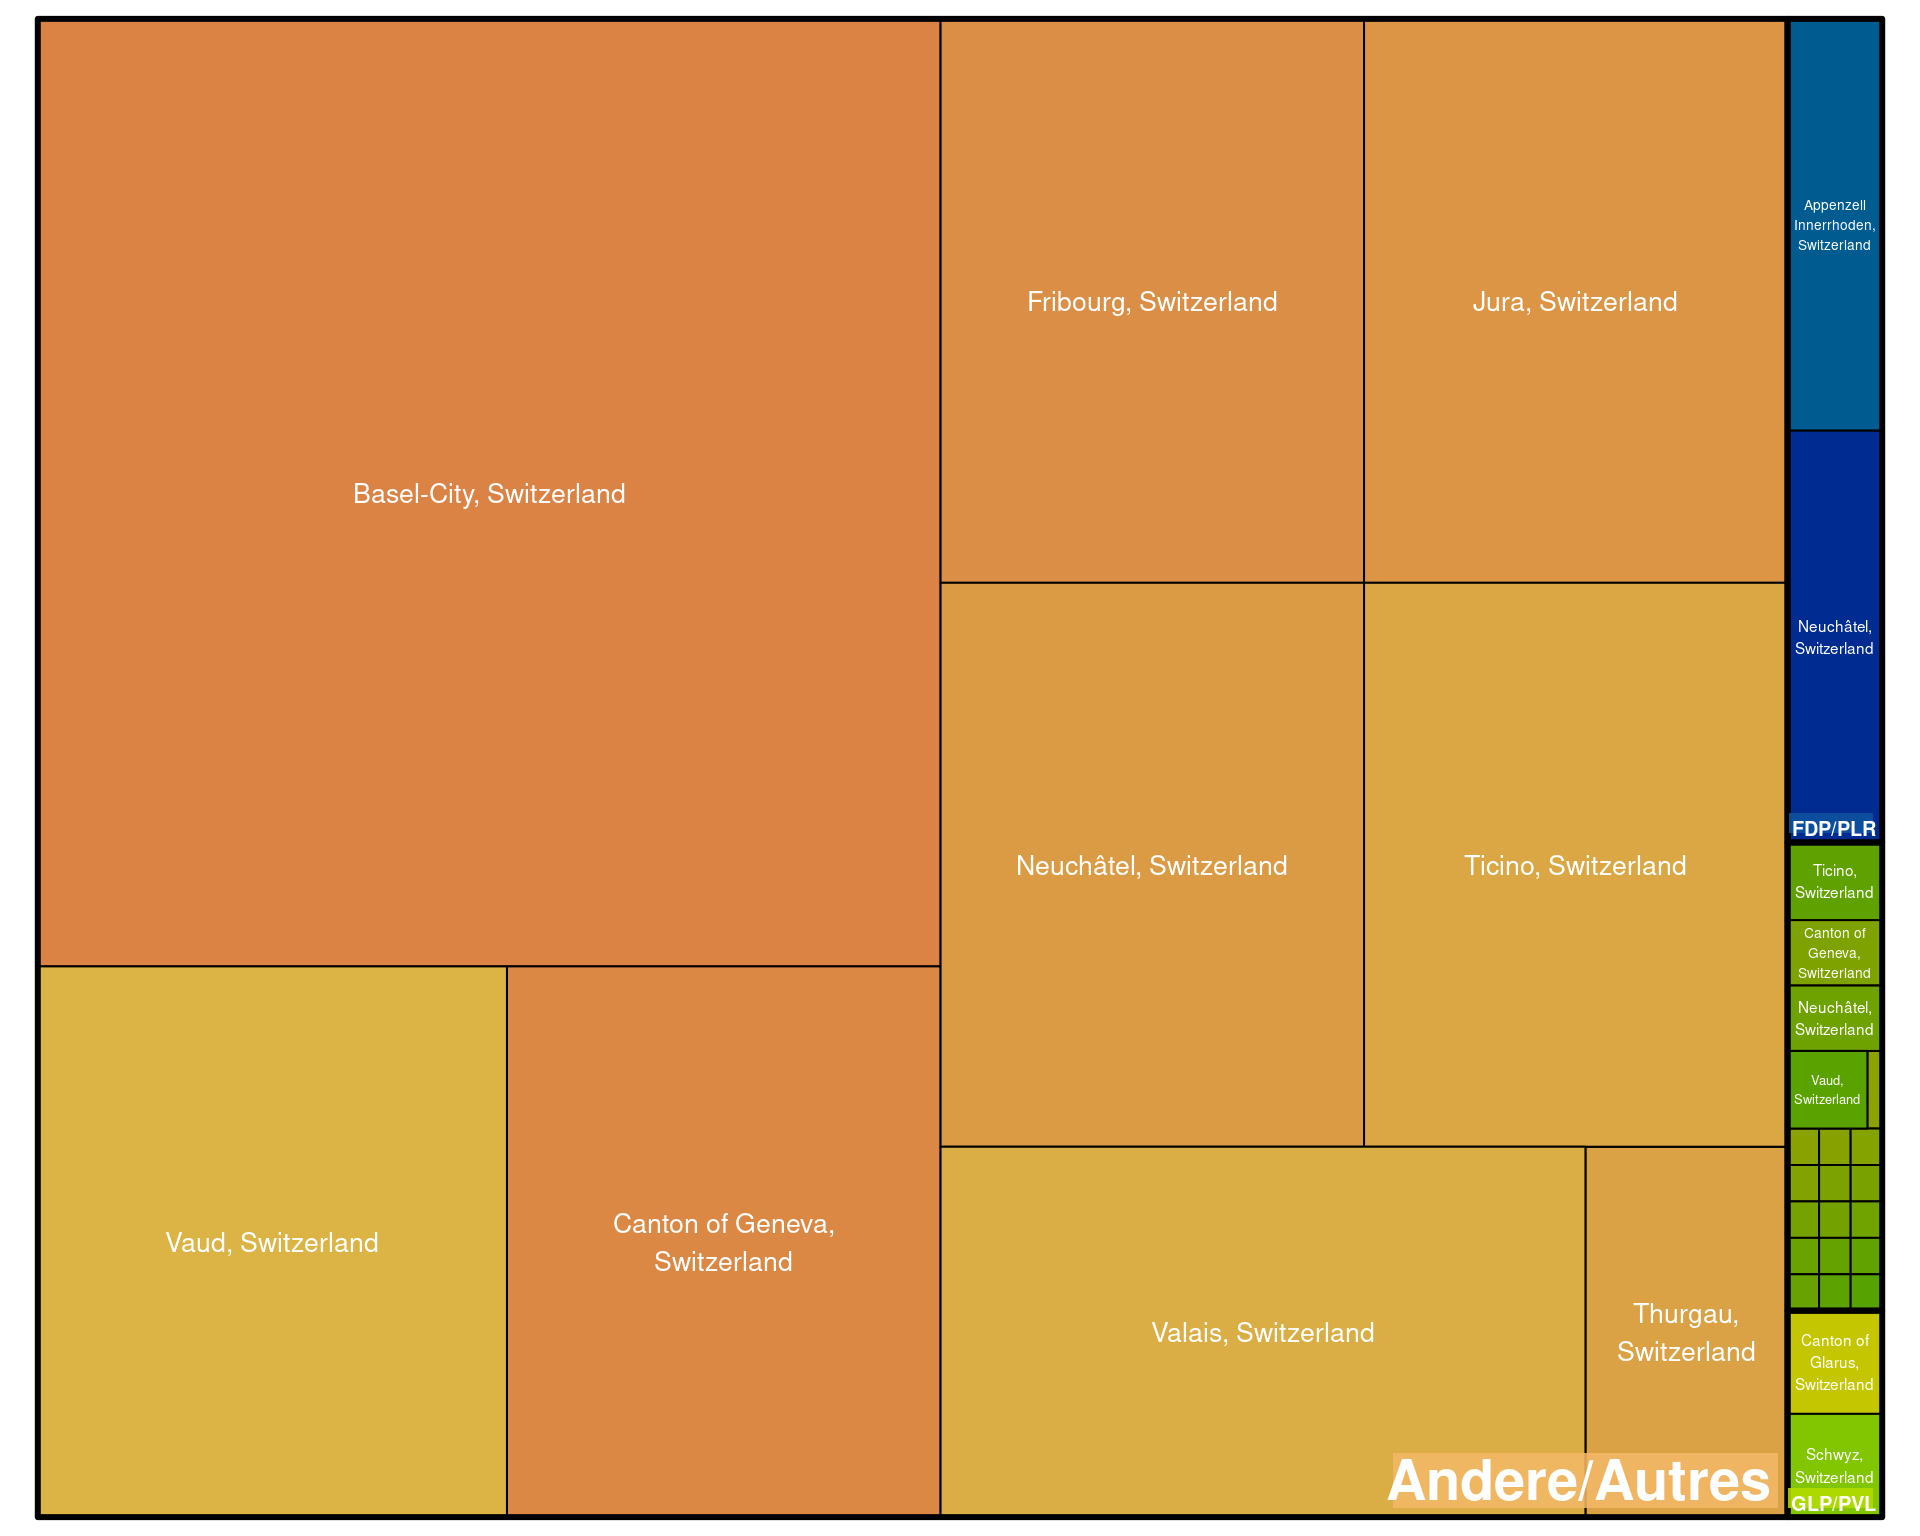 Basel-City, Switzerland
Fribourg, Switzerland
Jura, Switzerland
Neuchâtel, Switzerland
Ticino, Switzerland
Vaud, Switzerland
Canton of Geneva,
Switzerland
Valais, Switzerland
Thurgau,
Switzerland
Andere/Autres
Appenzell
Innerrhoden,
Switzerland
Neuchâtel,
Switzerland
FDP/PLR
Ticino,
Switzerland
Canton of
Geneva,
Switzerland
Neuchâtel,
Switzerland
Vaud,
Switzerland
Canton of
Glarus,
Switzerland
Schwyz,
Switzerland
GLP/PVL